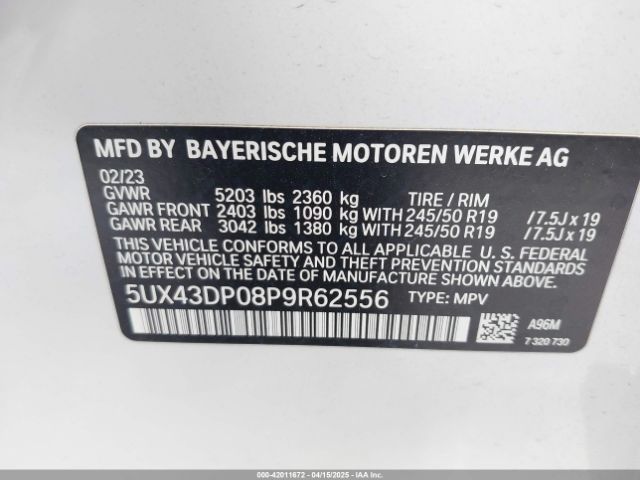 MFD BY BAYERISCHE MOTOREN WERKE AG
02/23
GVWR 5203 lbs 2360 kg TIRE / RIM
GAWR FRONT 2403 lbs 1090 kg WITH 245/50 R19 /7.5J x 19
GAWR REAR 3042 lbs 1380 kg WITH 245/50 R19 /7.5J x 19
THIS VEHICLE CONFORMS TO ALL APPLICABLE U. S. FEDERAL
MOTOR VEHICLE SAFETY, BUMPER, AND THEFT PREVENTION STANDARDS
IN EFFECT ON THE DATE OF MANUFACTURE SHOWN ABOVE.
5UX43DP08P9R62556 TYPE: MPV
A96M
7 320 730
000-42011672 - 04/15/2025 - IAAI.COM